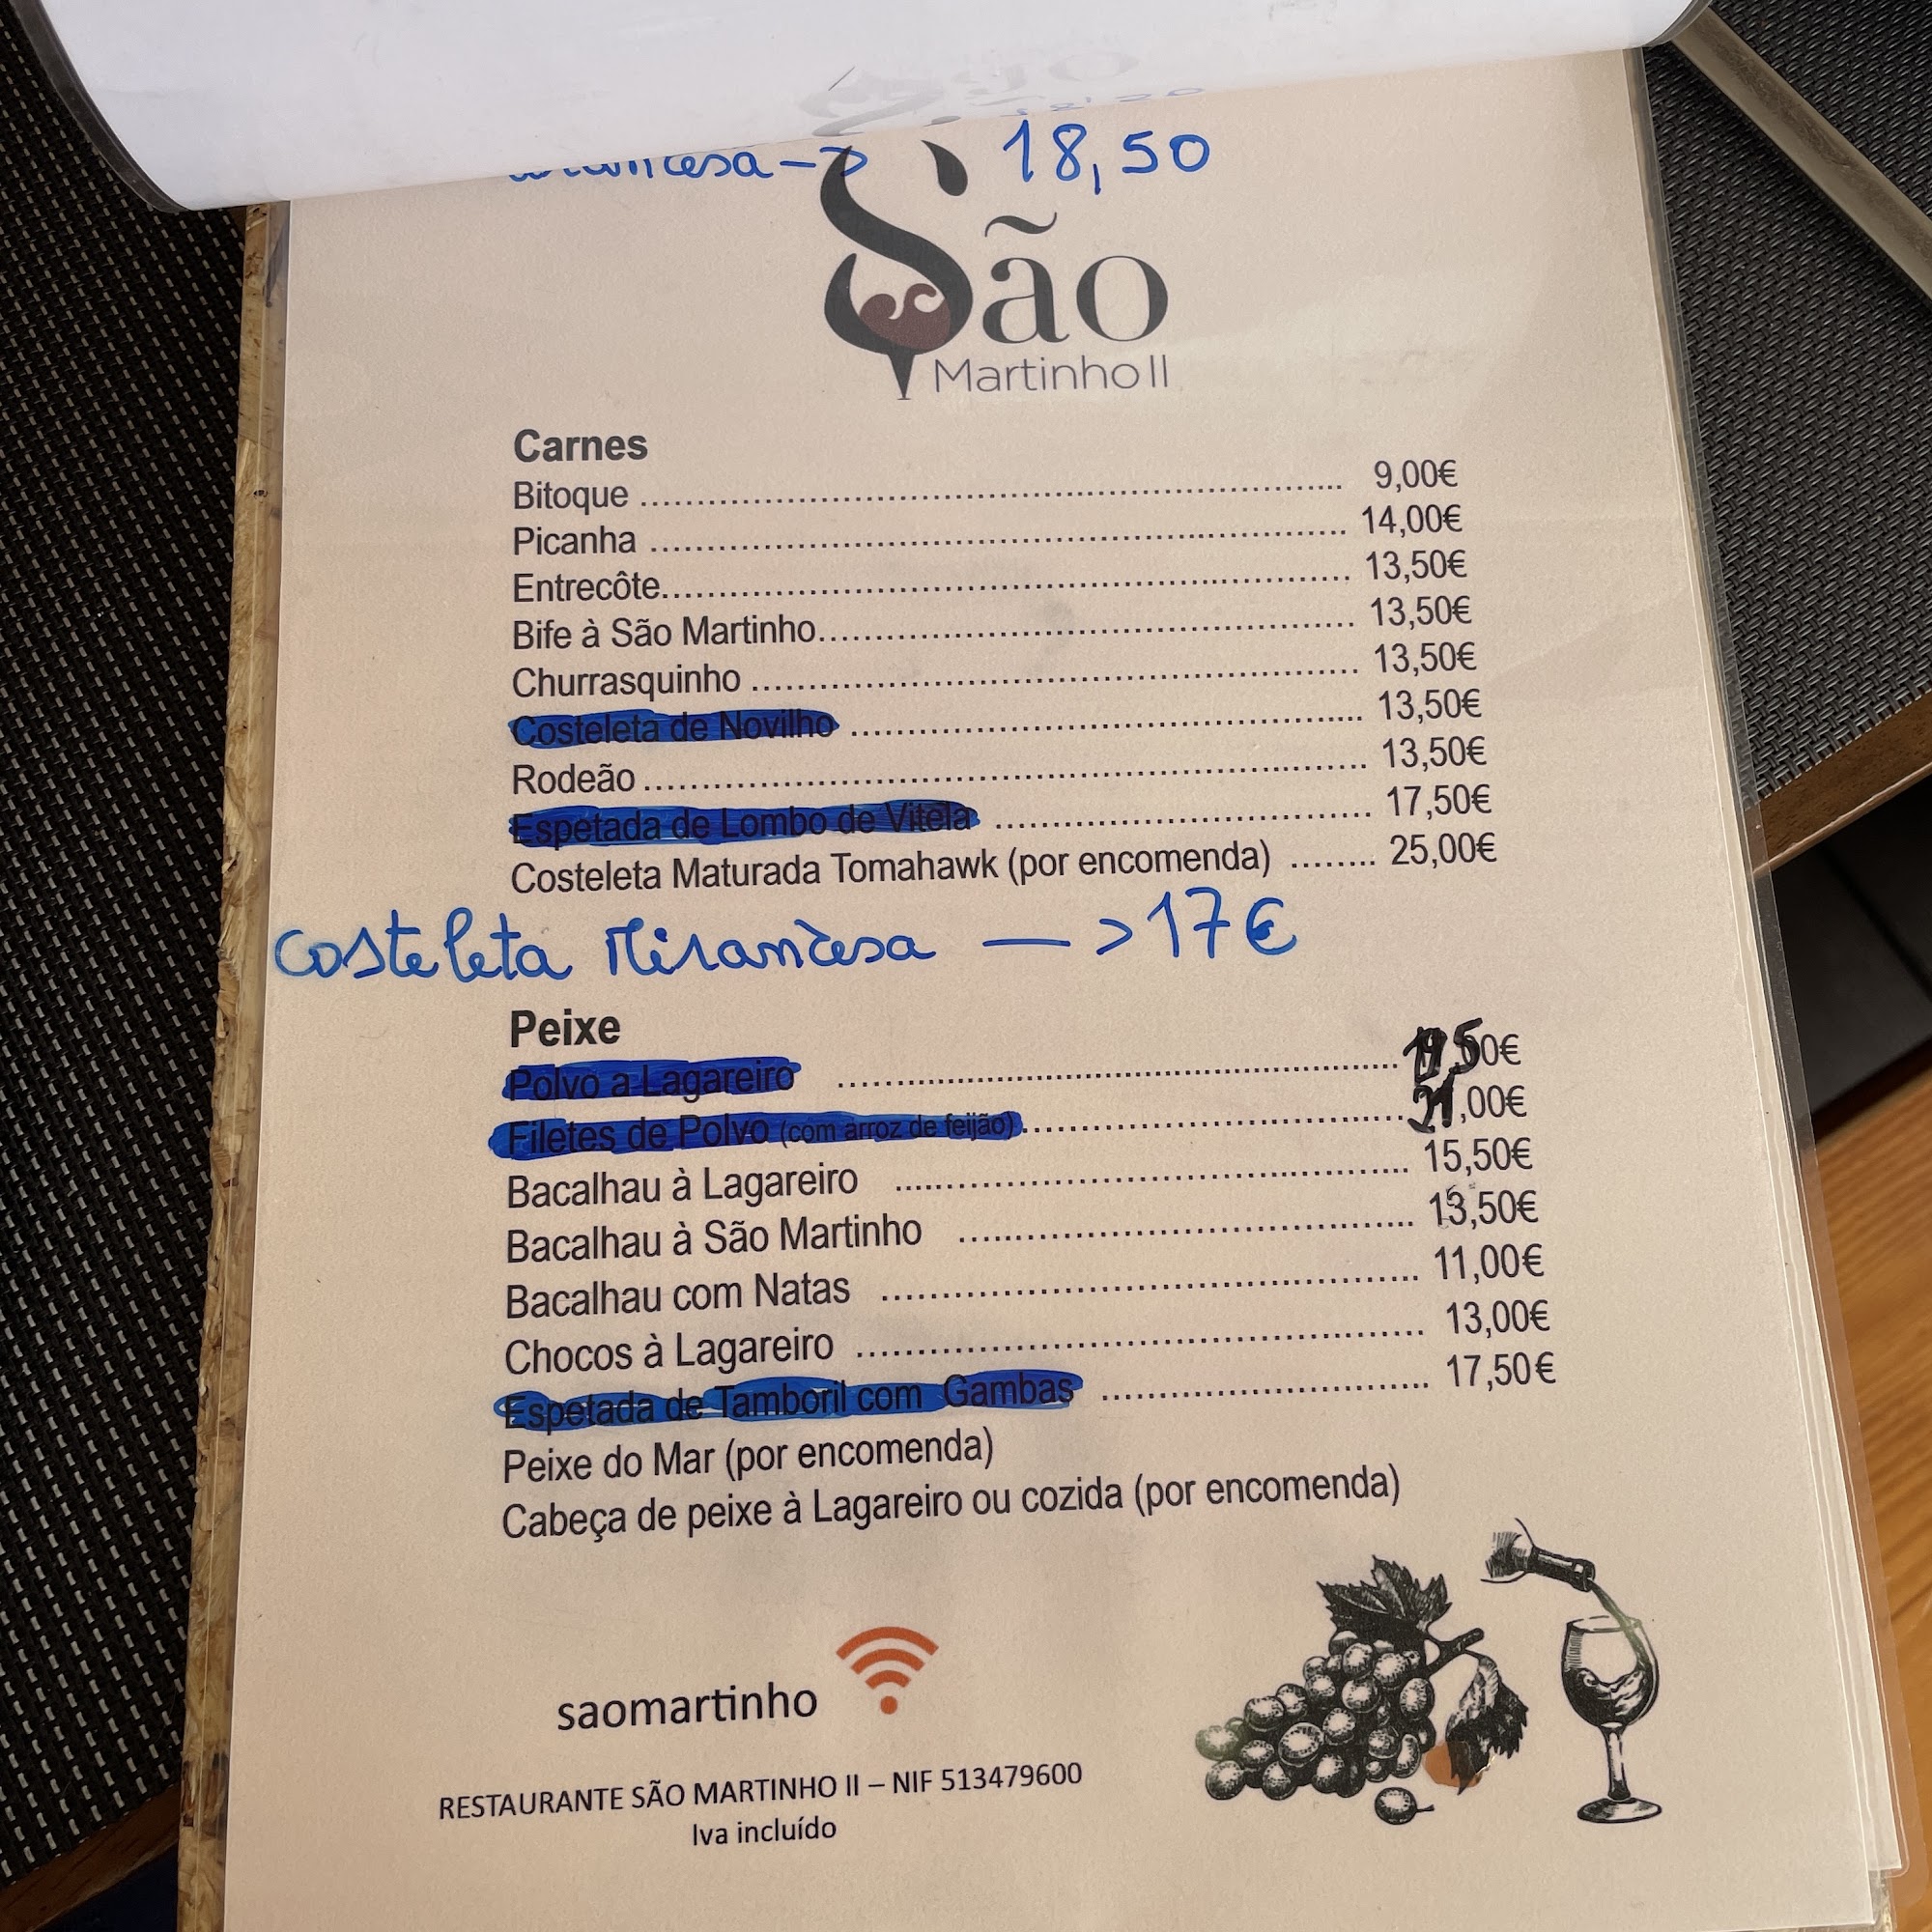 -> 18,50
São
Martinho II
Carnes
Bitoque ........ 9,00€
Picanha ........ 14,00€
Entrecôte........ 13,50€
Bife à São Martinho........ 13,50€
Churrasquinho ........ 13,50€
Costeleta de Novilho ........ 13,50€
Rodeão ........ 13,50€
Espetada de Lombo de Vitela ........ 17,50€
Costeleta Maturada Tomahawk (por encomenda) ........ 25,00€
Costeleta Mirandesa —> 17€
Peixe
Polvo a Lagareiro ........
Filetes de Polvo (com arroz de feijão)........ 21,00€
Bacalhau à Lagareiro ........ 15,50€
Bacalhau à São Martinho ........ 13,50€
Bacalhau com Natas ........ 11,00€
Chocos à Lagareiro ........ 13,00€
Espetada de Tamboril com Gambas ........ 17,50€
Peixe do Mar (por encomenda)
Cabeça de peixe à Lagareiro ou cozida (por encomenda)
saomartinho
RESTAURANTE SÃO MARTINHO II – NIF 513479600
Iva incluído